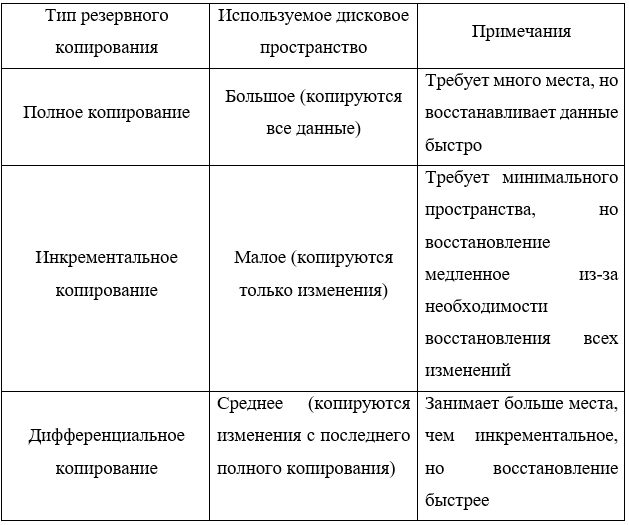 Тип резервного
копирования
Используемое дисковое
пространство
Примечания
Полное копирование
Большое (копируются
все данные)
Требует много места, но
восстанавливает данные
быстро
Инкрементальное
копирование
Малое (копируются
только изменения)
Требует минимального
пространства, но
восстановление
медленное из-за
необходимости
восстановления всех
изменений
Дифференциальное
копирование
Среднее (копируются
изменения с последнего
полного копирования)
Занимает больше места,
чем инкрементальное,
но восстановление
быстрее